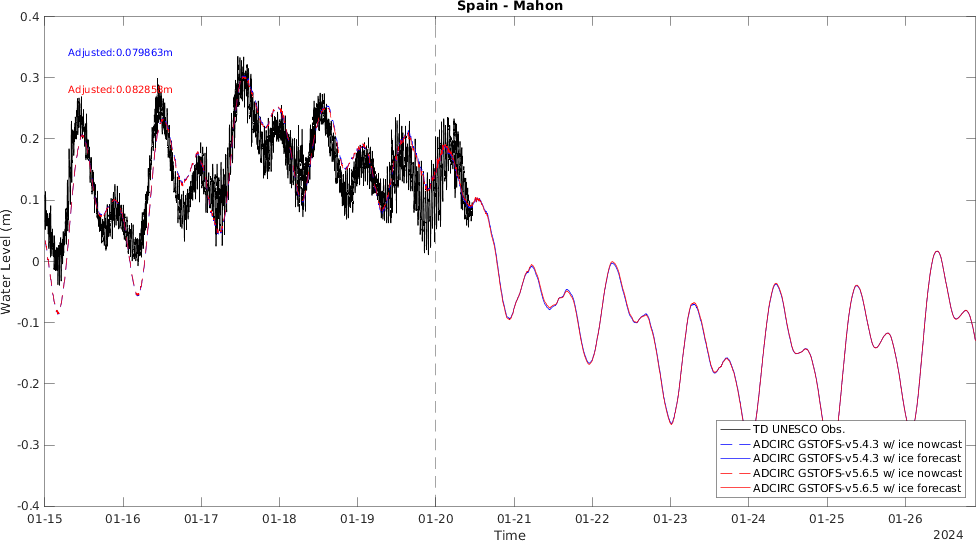 Spain - Mahon
0.4
0.3
0.2
0.1
0
-0.1
-0.2
-0.3
-0.4
Water Level (m)
Adjusted:0.079863m
Adjusted:0.082858m
TD UNESCO Obs.
ADCIRC GSTOFS-v5.4.3 w/ ice nowcast
ADCIRC GSTOFS-v5.4.3 w/ ice forecast
ADCIRC GSTOFS-v5.6.5 w/ ice nowcast
ADCIRC GSTOFS-v5.6.5 w/ ice forecast
01-15 01-16 01-17 01-18 01-19 01-20 01-21 01-22 01-23 01-24 01-25 01-26
Time
2024